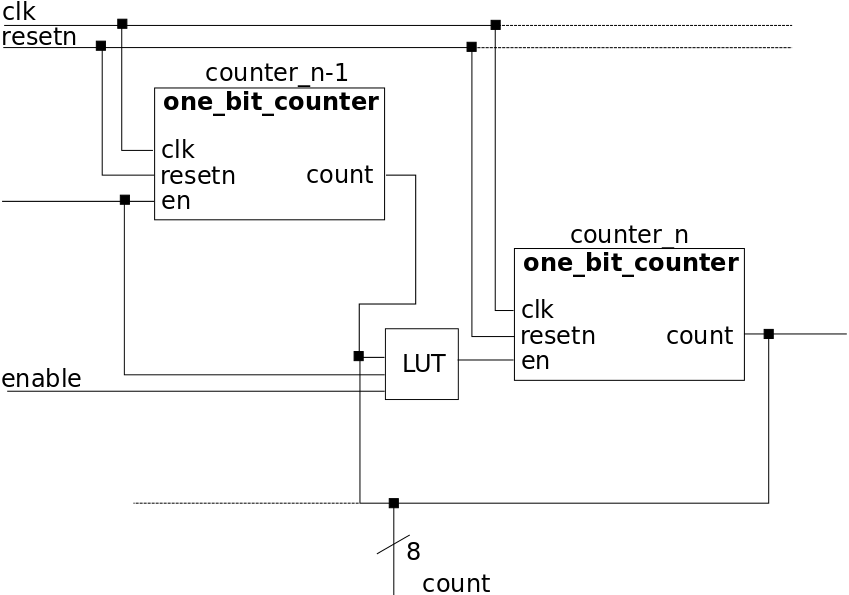 clk
resetn
counter_n-1
one_bit_counter
clk
resetn count
en
counter_n
one_bit_counter
clk
resetn count
en
LUT
enable
8
count